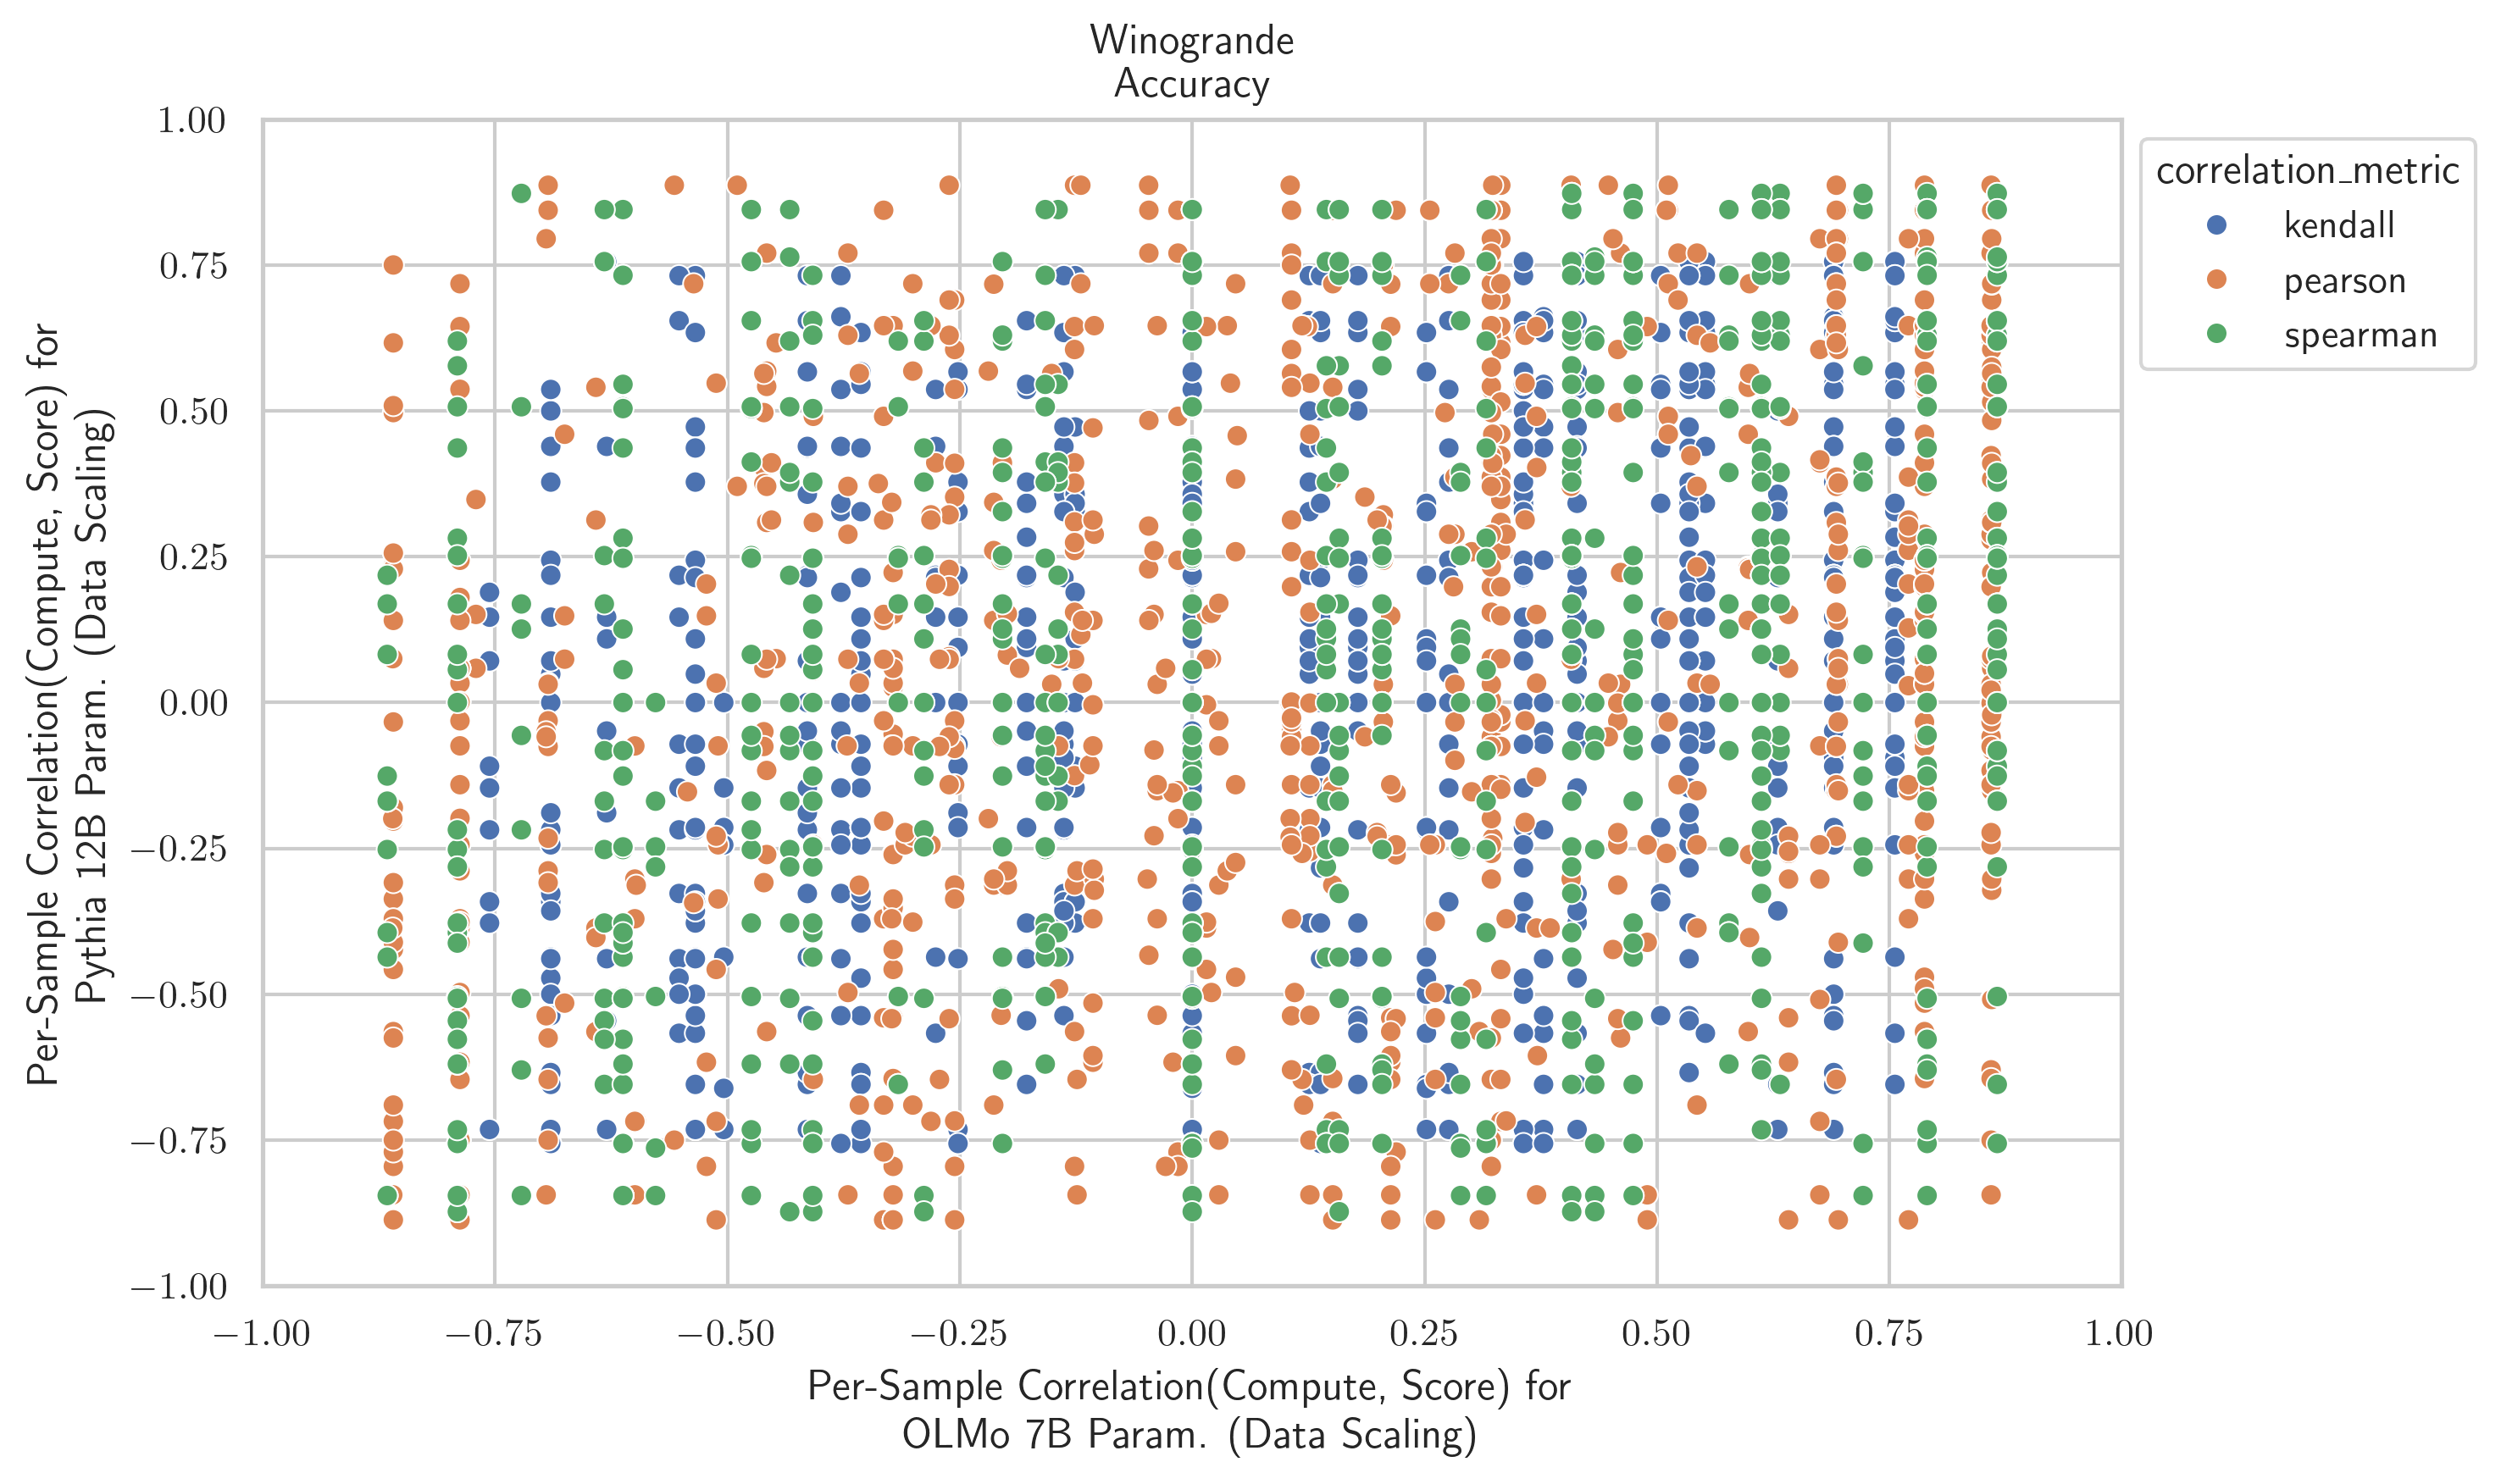 Winogrande
Accuracy
Per-Sample Correlation(Compute, Score) for
Pythia 12B Param. (Data Scaling)
1.00
0.75
0.50
0.25
0.00
−0.25
−0.50
−0.75
−1.00
−1.00 −0.75 −0.50 −0.25 0.00 0.25 0.50 0.75 1.00
Per-Sample Correlation(Compute, Score) for
OLMo 7B Param. (Data Scaling)
correlation_metric
kendall
pearson
spearman